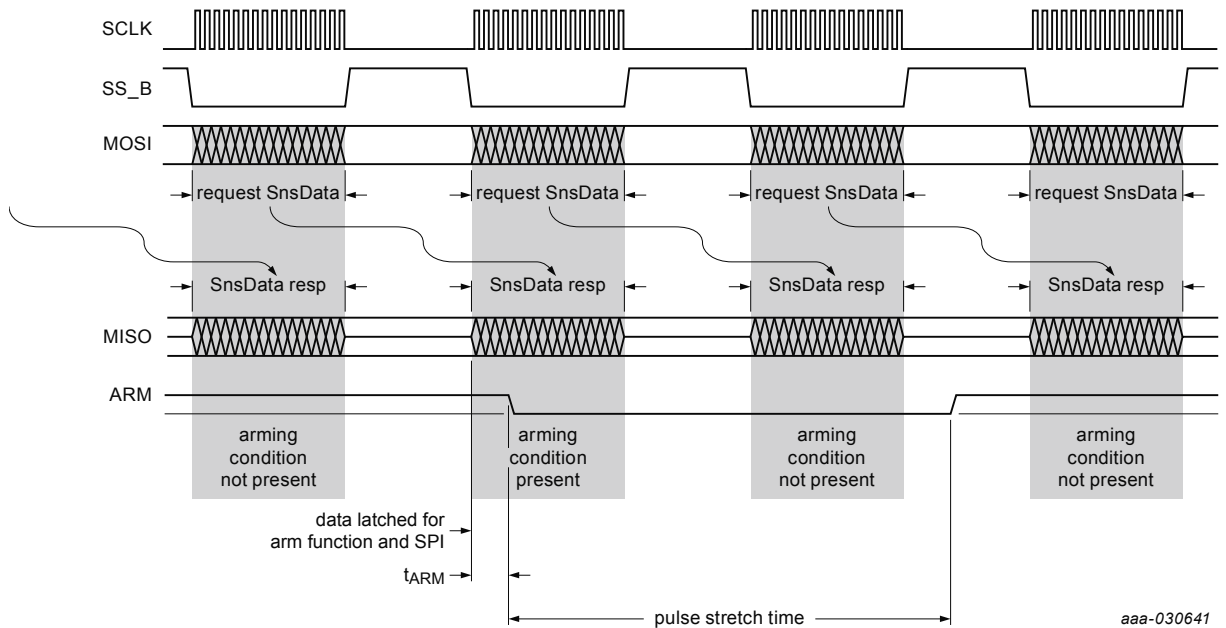 SCLK
SS_B
MOSI
request SnsData request SnsData request SnsData request SnsData
SnsData resp SnsData resp SnsData resp SnsData resp
MISO
ARM
arming
condition
not present
arming
condition
present
arming
condition
not present
arming
condition
not present
data latched for
arm function and SPI
tARM
pulse stretch time
aaa-030641